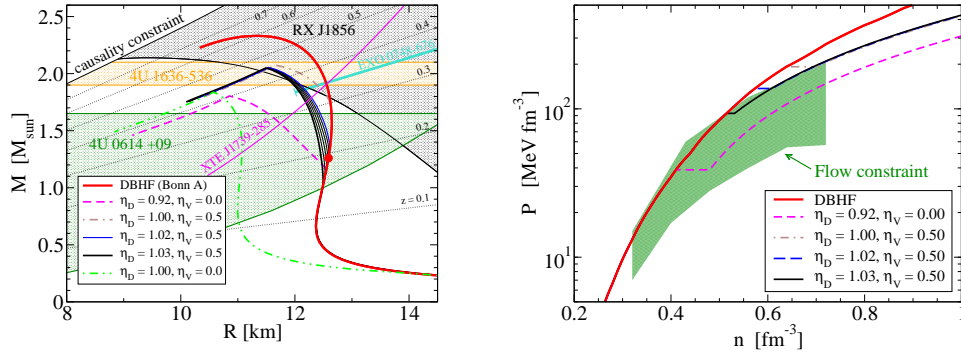 causality constraint
RX J1856
4U 1636-536
4U 0614 +09
XTE J1739-285
z = 0.1
0.2
0.3
0.4
0.5
0.6
0.7
DBHF (Bonn A)
η_D = 0.92, η_V = 0.0
η_D = 1.00, η_V = 0.5
η_D = 1.02, η_V = 0.5
η_D = 1.03, η_V = 0.5
η_D = 1.00, η_V = 0.0
M [M_sun]
2.5
2.0
1.5
1.0
0.5
0
8
10
12
14
R [km]
P [MeV fm⁻³]
10²
10¹
Flow constraint
DBHF
η_D = 0.92, η_V = 0.00
η_D = 1.00, η_V = 0.50
η_D = 1.02, η_V = 0.50
η_D = 1.03, η_V = 0.50
0.2
0.4
0.6
0.8
1
n [fm⁻³]